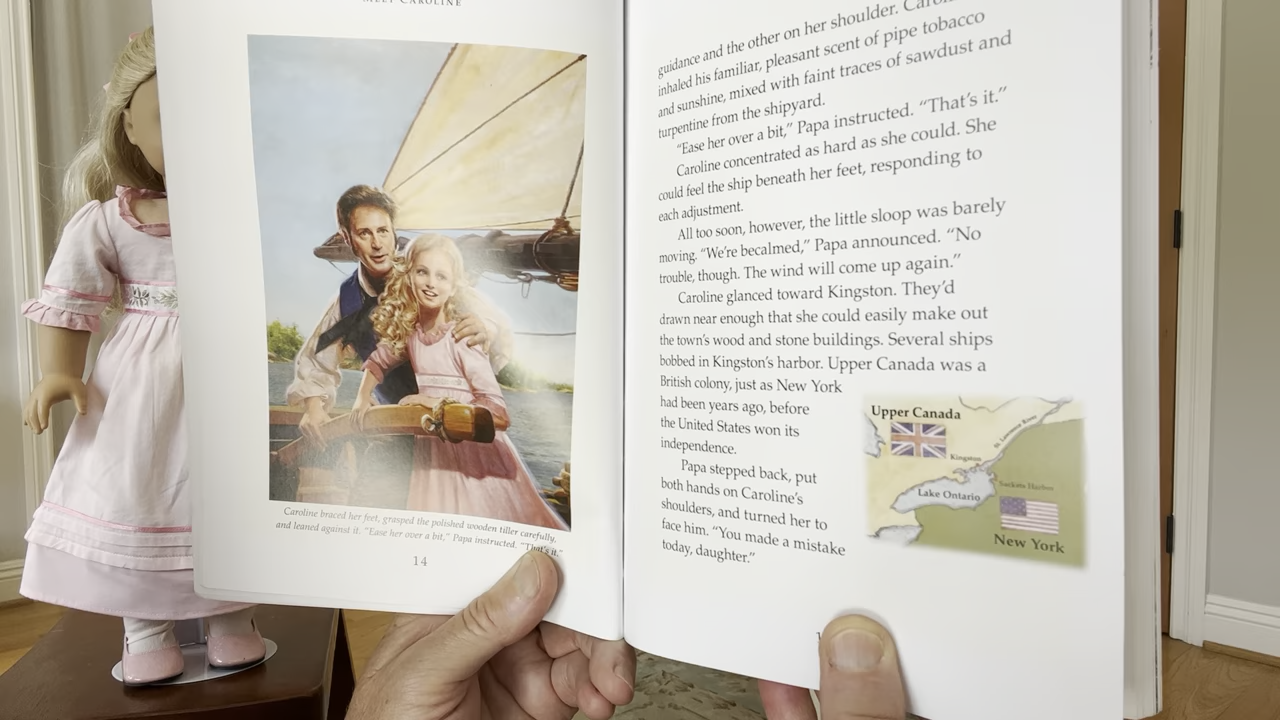 MEET CAROLINE
Caroline braced her feet, grasped the polished wooden tiller carefully,
and leaned against it. "Ease her over a bit," Papa instructed. "That's it."
14
guidance and the other on her shoulder.
inhaled his familiar, pleasant scent of pipe tobacco
and sunshine, mixed with faint traces of sawdust and
turpentine from the shipyard.
"Ease her over a bit," Papa instructed. "That's it."
Caroline concentrated as hard as she could. She
could feel the ship beneath her feet, responding to
each adjustment.
All too soon, however, the little sloop was barely
moving. "We're becalmed," Papa announced. "No
trouble, though. The wind will come up again."
Caroline glanced toward Kingston. They'd
drawn near enough that she could easily make out
the town's wood and stone buildings. Several ships
bobbed in Kingston's harbor. Upper Canada was a
British colony, just as New York
had been years ago, before
the United States won its
independence.
Papa stepped back, put
both hands on Caroline's
shoulders, and turned her to
face him. "You made a mistake
today, daughter."
Upper Canada
St. Lawrence River
Kingston
Sackets Harbor
Lake Ontario
New York